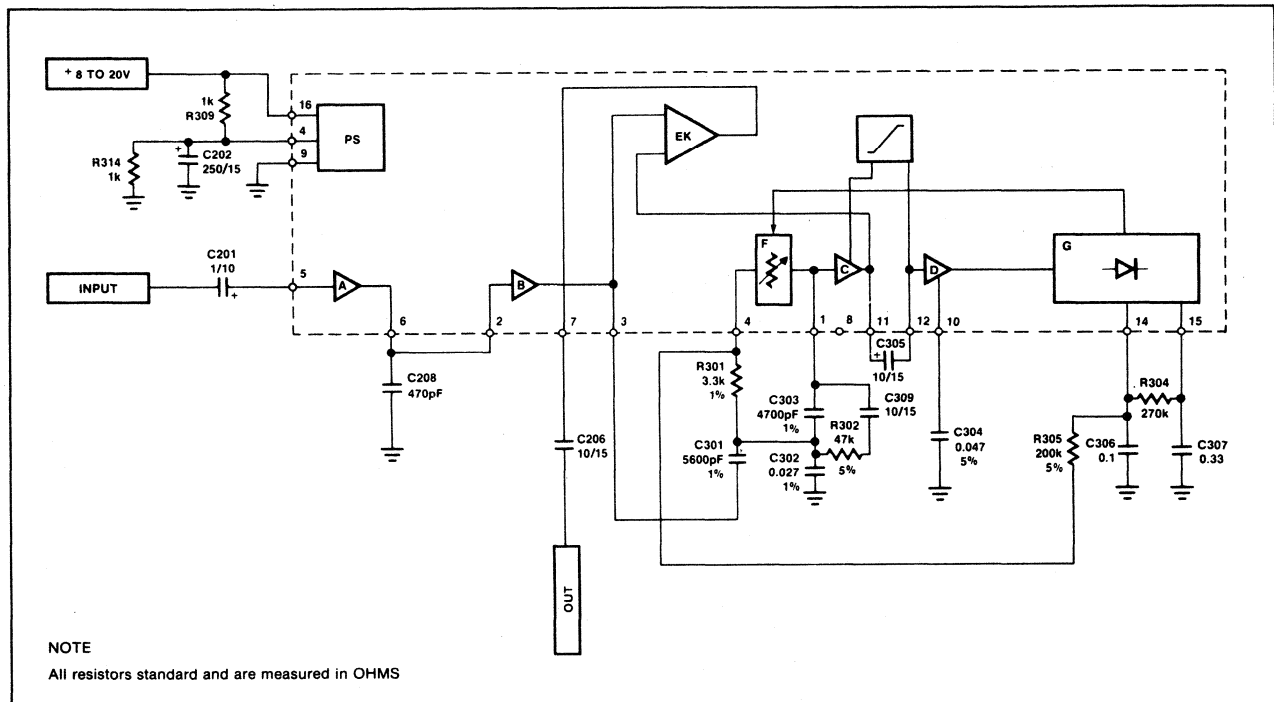 + 8 TO 20V
1k
R309
16
4
9
PS
R314
1k
+
C202
250/15
EK
F
C
D
G
C201
1/10
+
INPUT
5
A
B
6
2
7
3
4
1
8
11
12
10
14
15
C305
+
10/15
C208
470pF
R301
3.3k
1%
C303
4700pF
1%
C309
10/15
R302
47k
5%
C304
0.047
5%
R304
270k
R305
200k
5%
C306
0.1
C307
0.33
C206
10/15
C301
5600pF
1%
C302
0.027
1%
OUT
NOTE
All resistors standard and are measured in OHMS